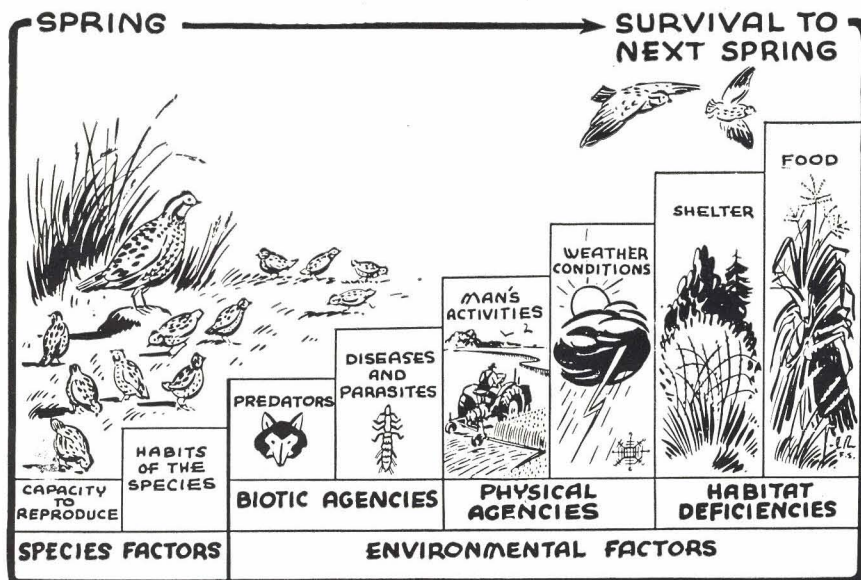 SPRING
SURVIVAL TO
NEXT SPRING
FOOD
SHELTER
WEATHER
CONDITIONS
MAN'S
ACTIVITIES
DISEASES
AND
PARASITES
PREDATORS
HABITS
OF THE
SPECIES
CAPACITY
TO
REPRODUCE
BIOTIC AGENCIES
PHYSICAL
AGENCIES
HABITAT
DEFICIENCIES
SPECIES FACTORS
ENVIRONMENTAL FACTORS
F.S.